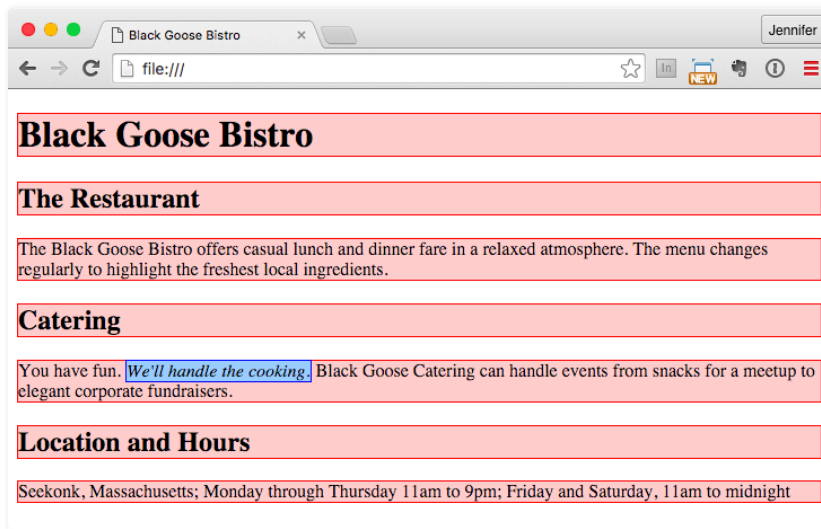 Black Goose Bistro
Jennifer
file:///
In
NEW
Black Goose Bistro
The Restaurant
The Black Goose Bistro offers casual lunch and dinner fare in a relaxed atmosphere. The menu changes
regularly to highlight the freshest local ingredients.
Catering
You have fun. We'll handle the cooking. Black Goose Catering can handle events from snacks for a meetup to
elegant corporate fundraisers.
Location and Hours
Seekonk, Massachusetts; Monday through Thursday 11am to 9pm; Friday and Saturday, 11am to midnight